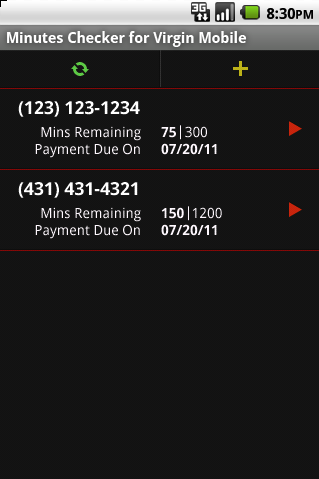 3G 8:30PM
Minutes Checker for Virgin Mobile
(123) 123-1234
Mins Remaining 75|300
Payment Due On 07/20/11
(431) 431-4321
Mins Remaining 150|1200
Payment Due On 07/20/11